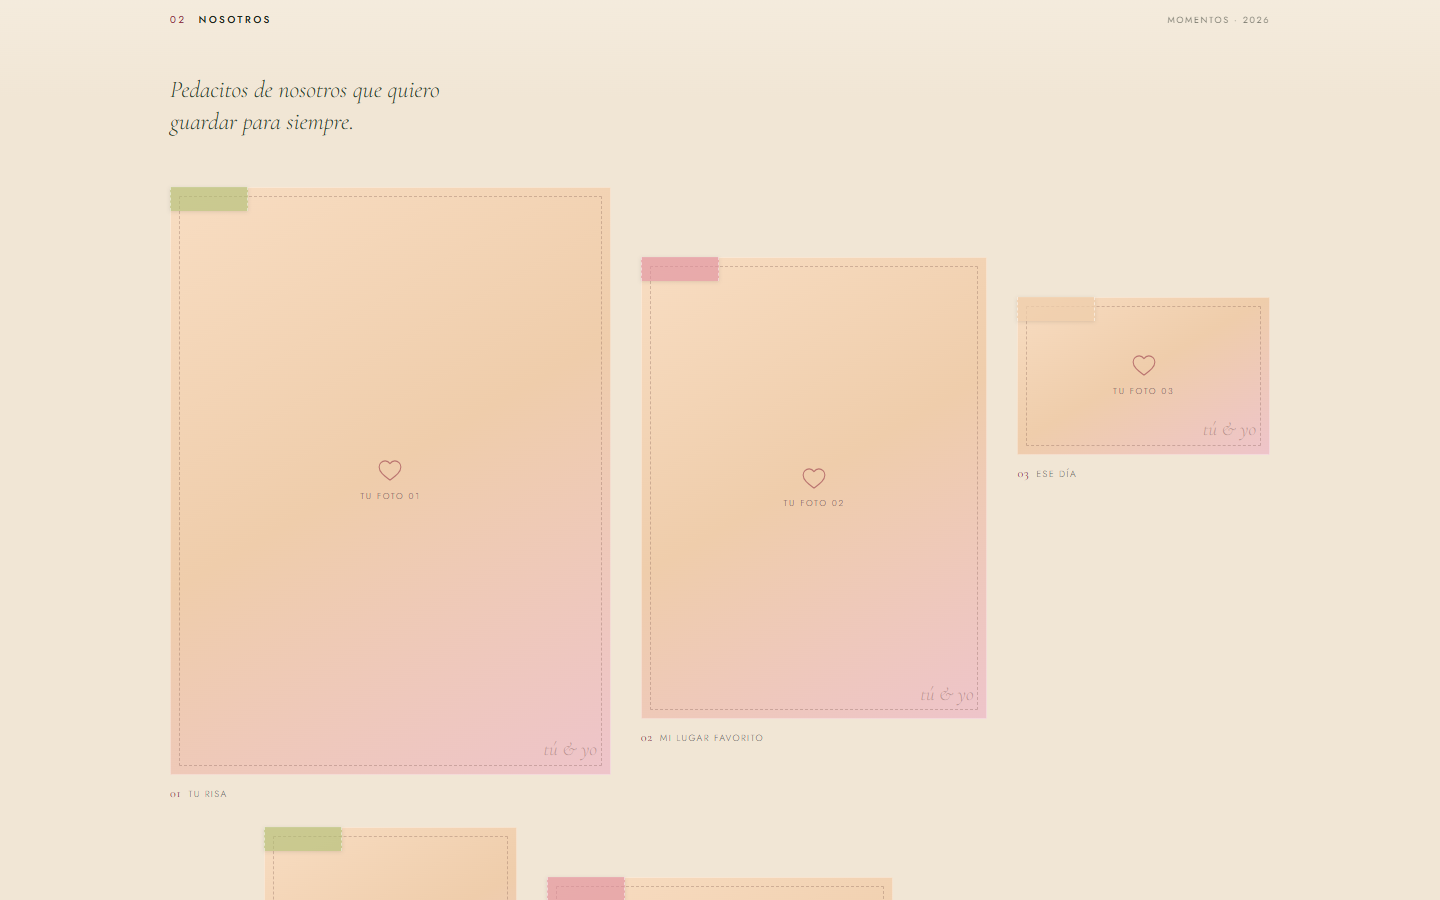 02 NOSOTROS
MOMENTOS · 2026
Pedacitos de nosotros que quiero
guardar para siempre.
TU FOTO 01
tú & yo
01 TU RISA
TU FOTO 02
tú & yo
02 MI LUGAR FAVORITO
TU FOTO 03
tú & yo
03 ESE DÍA